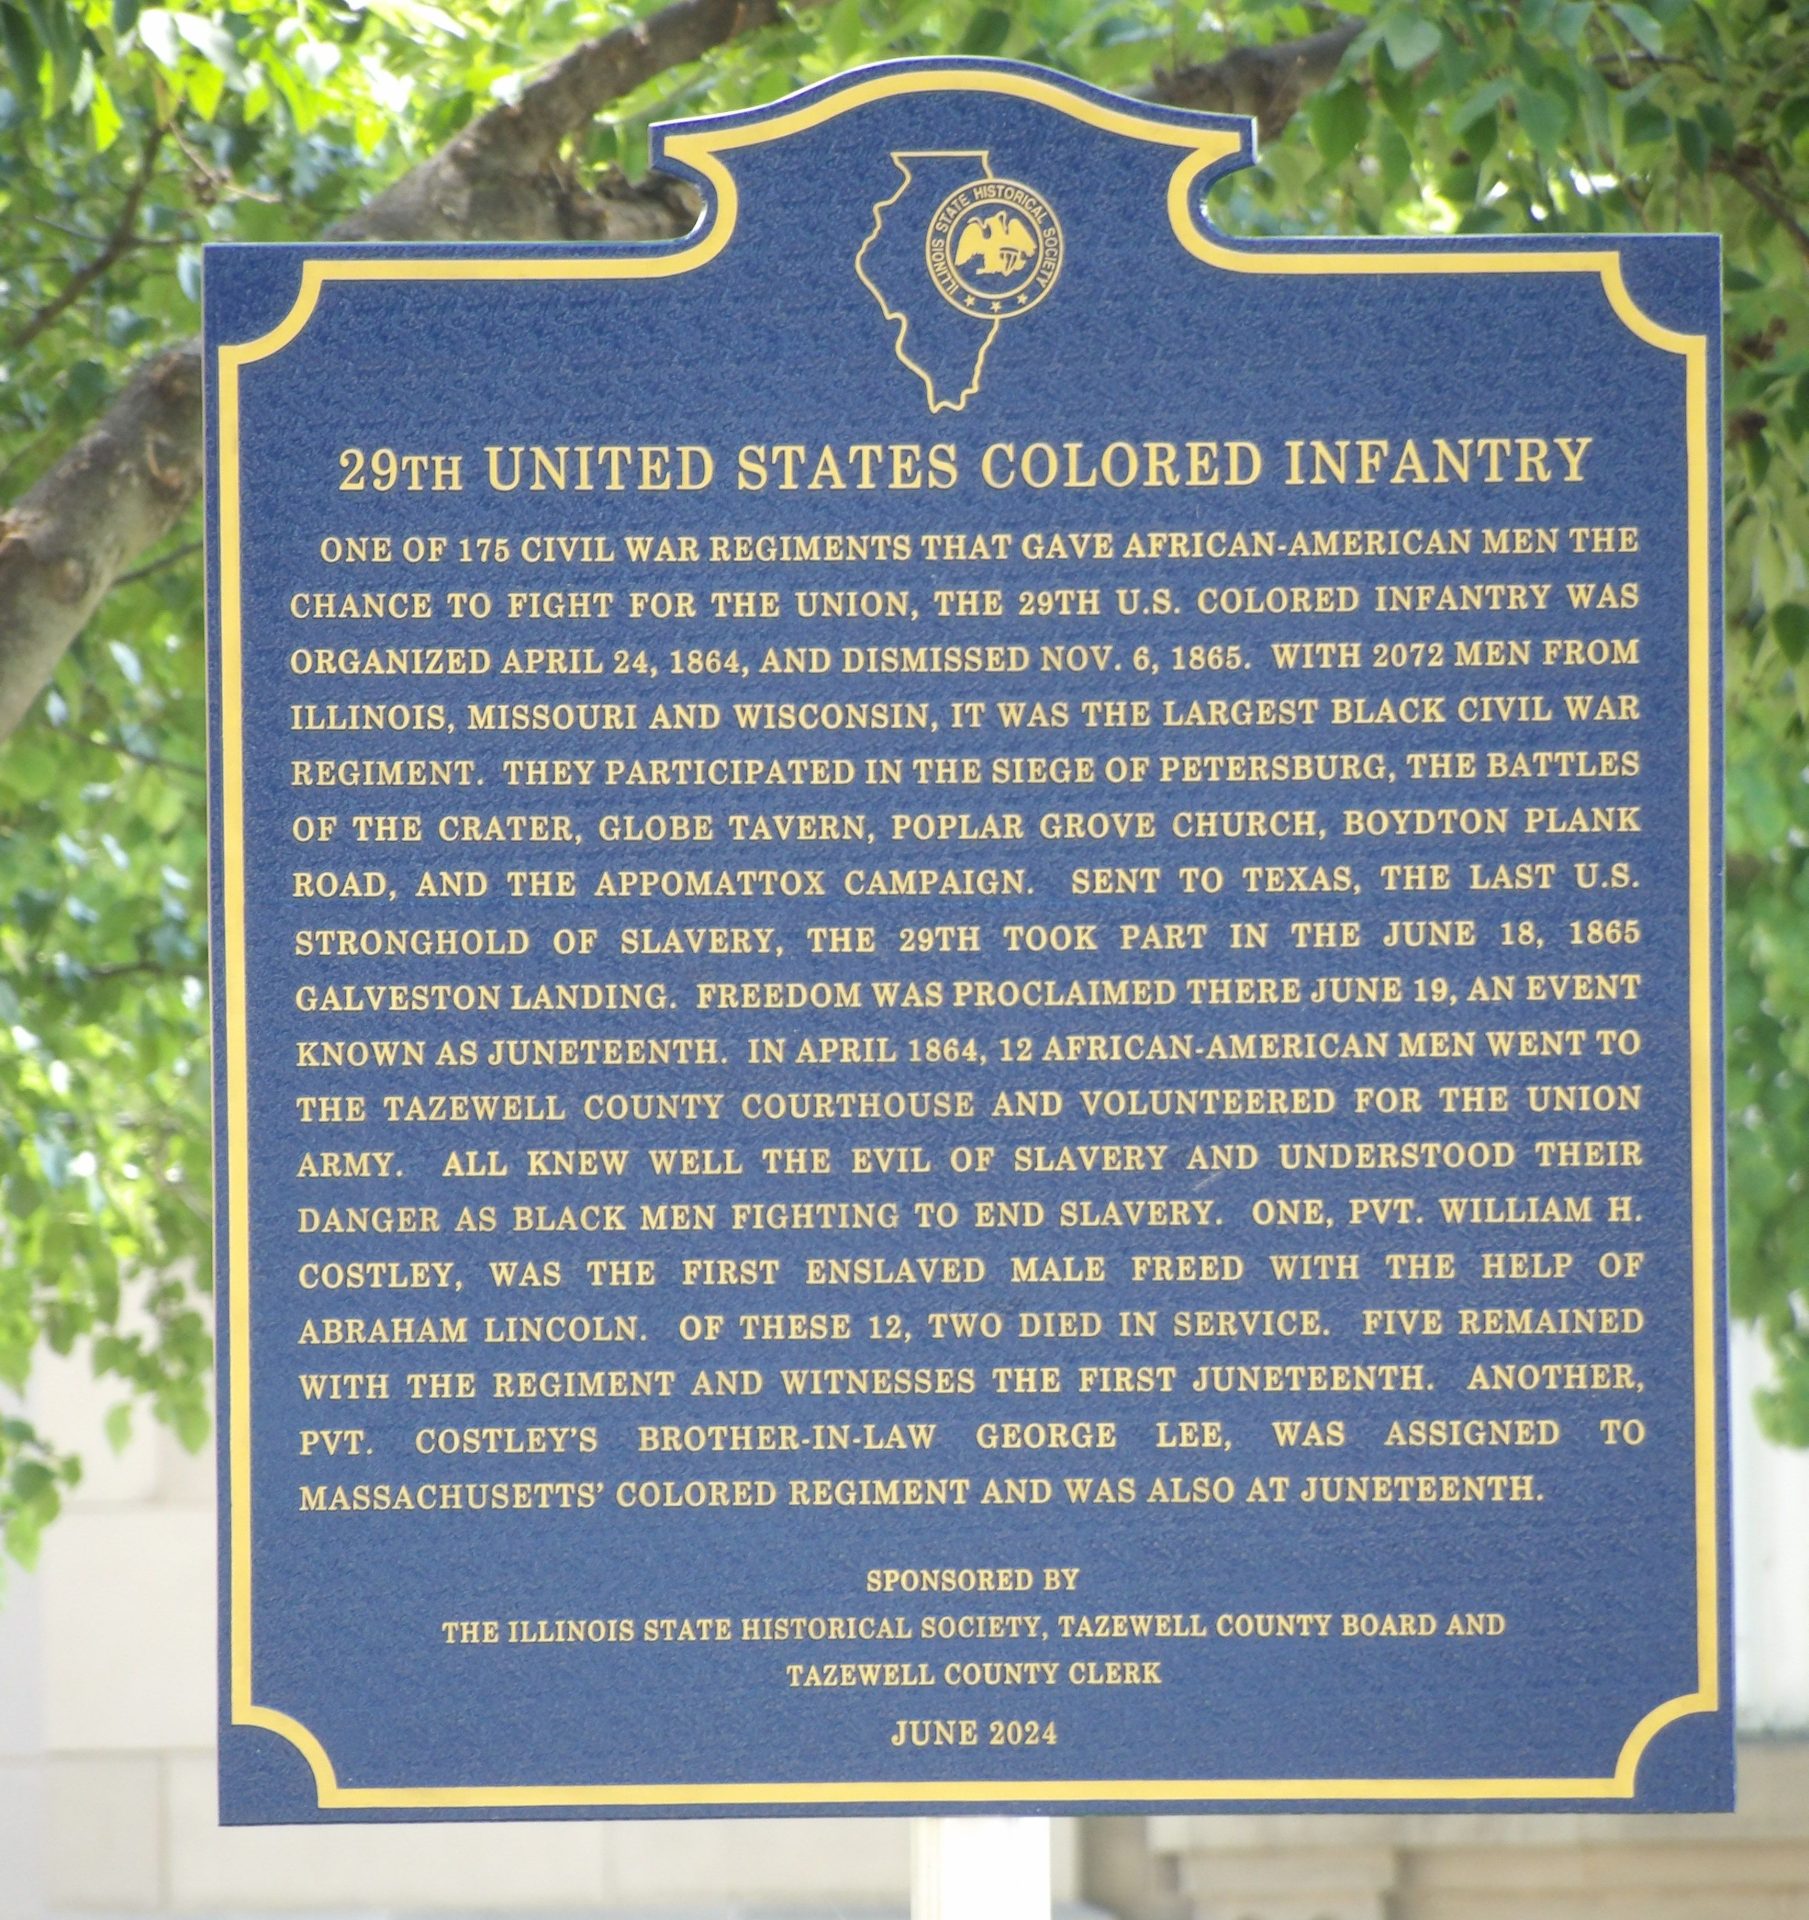 ILLINOIS STATE HISTORICAL SOCIETY
29TH UNITED STATES COLORED INFANTRY
ONE OF 175 CIVIL WAR REGIMENTS THAT GAVE AFRICAN-AMERICAN MEN THE
CHANCE TO FIGHT FOR THE UNION, THE 29TH U.S. COLORED INFANTRY WAS
ORGANIZED APRIL 24, 1864, AND DISMISSED NOV. 6, 1865. WITH 2072 MEN FROM
ILLINOIS, MISSOURI AND WISCONSIN, IT WAS THE LARGEST BLACK CIVIL WAR
REGIMENT. THEY PARTICIPATED IN THE SIEGE OF PETERSBURG, THE BATTLES
OF THE CRATER, GLOBE TAVERN, POPLAR GROVE CHURCH, BOYDTON PLANK
ROAD, AND THE APPOMATTOX CAMPAIGN. SENT TO TEXAS, THE LAST U.S.
STRONGHOLD OF SLAVERY, THE 29TH TOOK PART IN THE JUNE 18, 1865
GALVESTON LANDING. FREEDOM WAS PROCLAIMED THERE JUNE 19, AN EVENT
KNOWN AS JUNETEENTH. IN APRIL 1864, 12 AFRICAN-AMERICAN MEN WENT TO
THE TAZEWELL COUNTY COURTHOUSE AND VOLUNTEERED FOR THE UNION
ARMY. ALL KNEW WELL THE EVIL OF SLAVERY AND UNDERSTOOD THEIR
DANGER AS BLACK MEN FIGHTING TO END SLAVERY. ONE, PVT. WILLIAM H.
COSTLEY, WAS THE FIRST ENSLAVED MALE FREED WITH THE HELP OF
ABRAHAM LINCOLN. OF THESE 12, TWO DIED IN SERVICE. FIVE REMAINED
WITH THE REGIMENT AND WITNESSES THE FIRST JUNETEENTH. ANOTHER,
PVT. COSTLEY'S BROTHER-IN-LAW GEORGE LEE, WAS ASSIGNED TO
MASSACHUSETTS' COLORED REGIMENT AND WAS ALSO AT JUNETEENTH.
SPONSORED BY
THE ILLINOIS STATE HISTORICAL SOCIETY, TAZEWELL COUNTY BOARD AND
TAZEWELL COUNTY CLERK
JUNE 2024